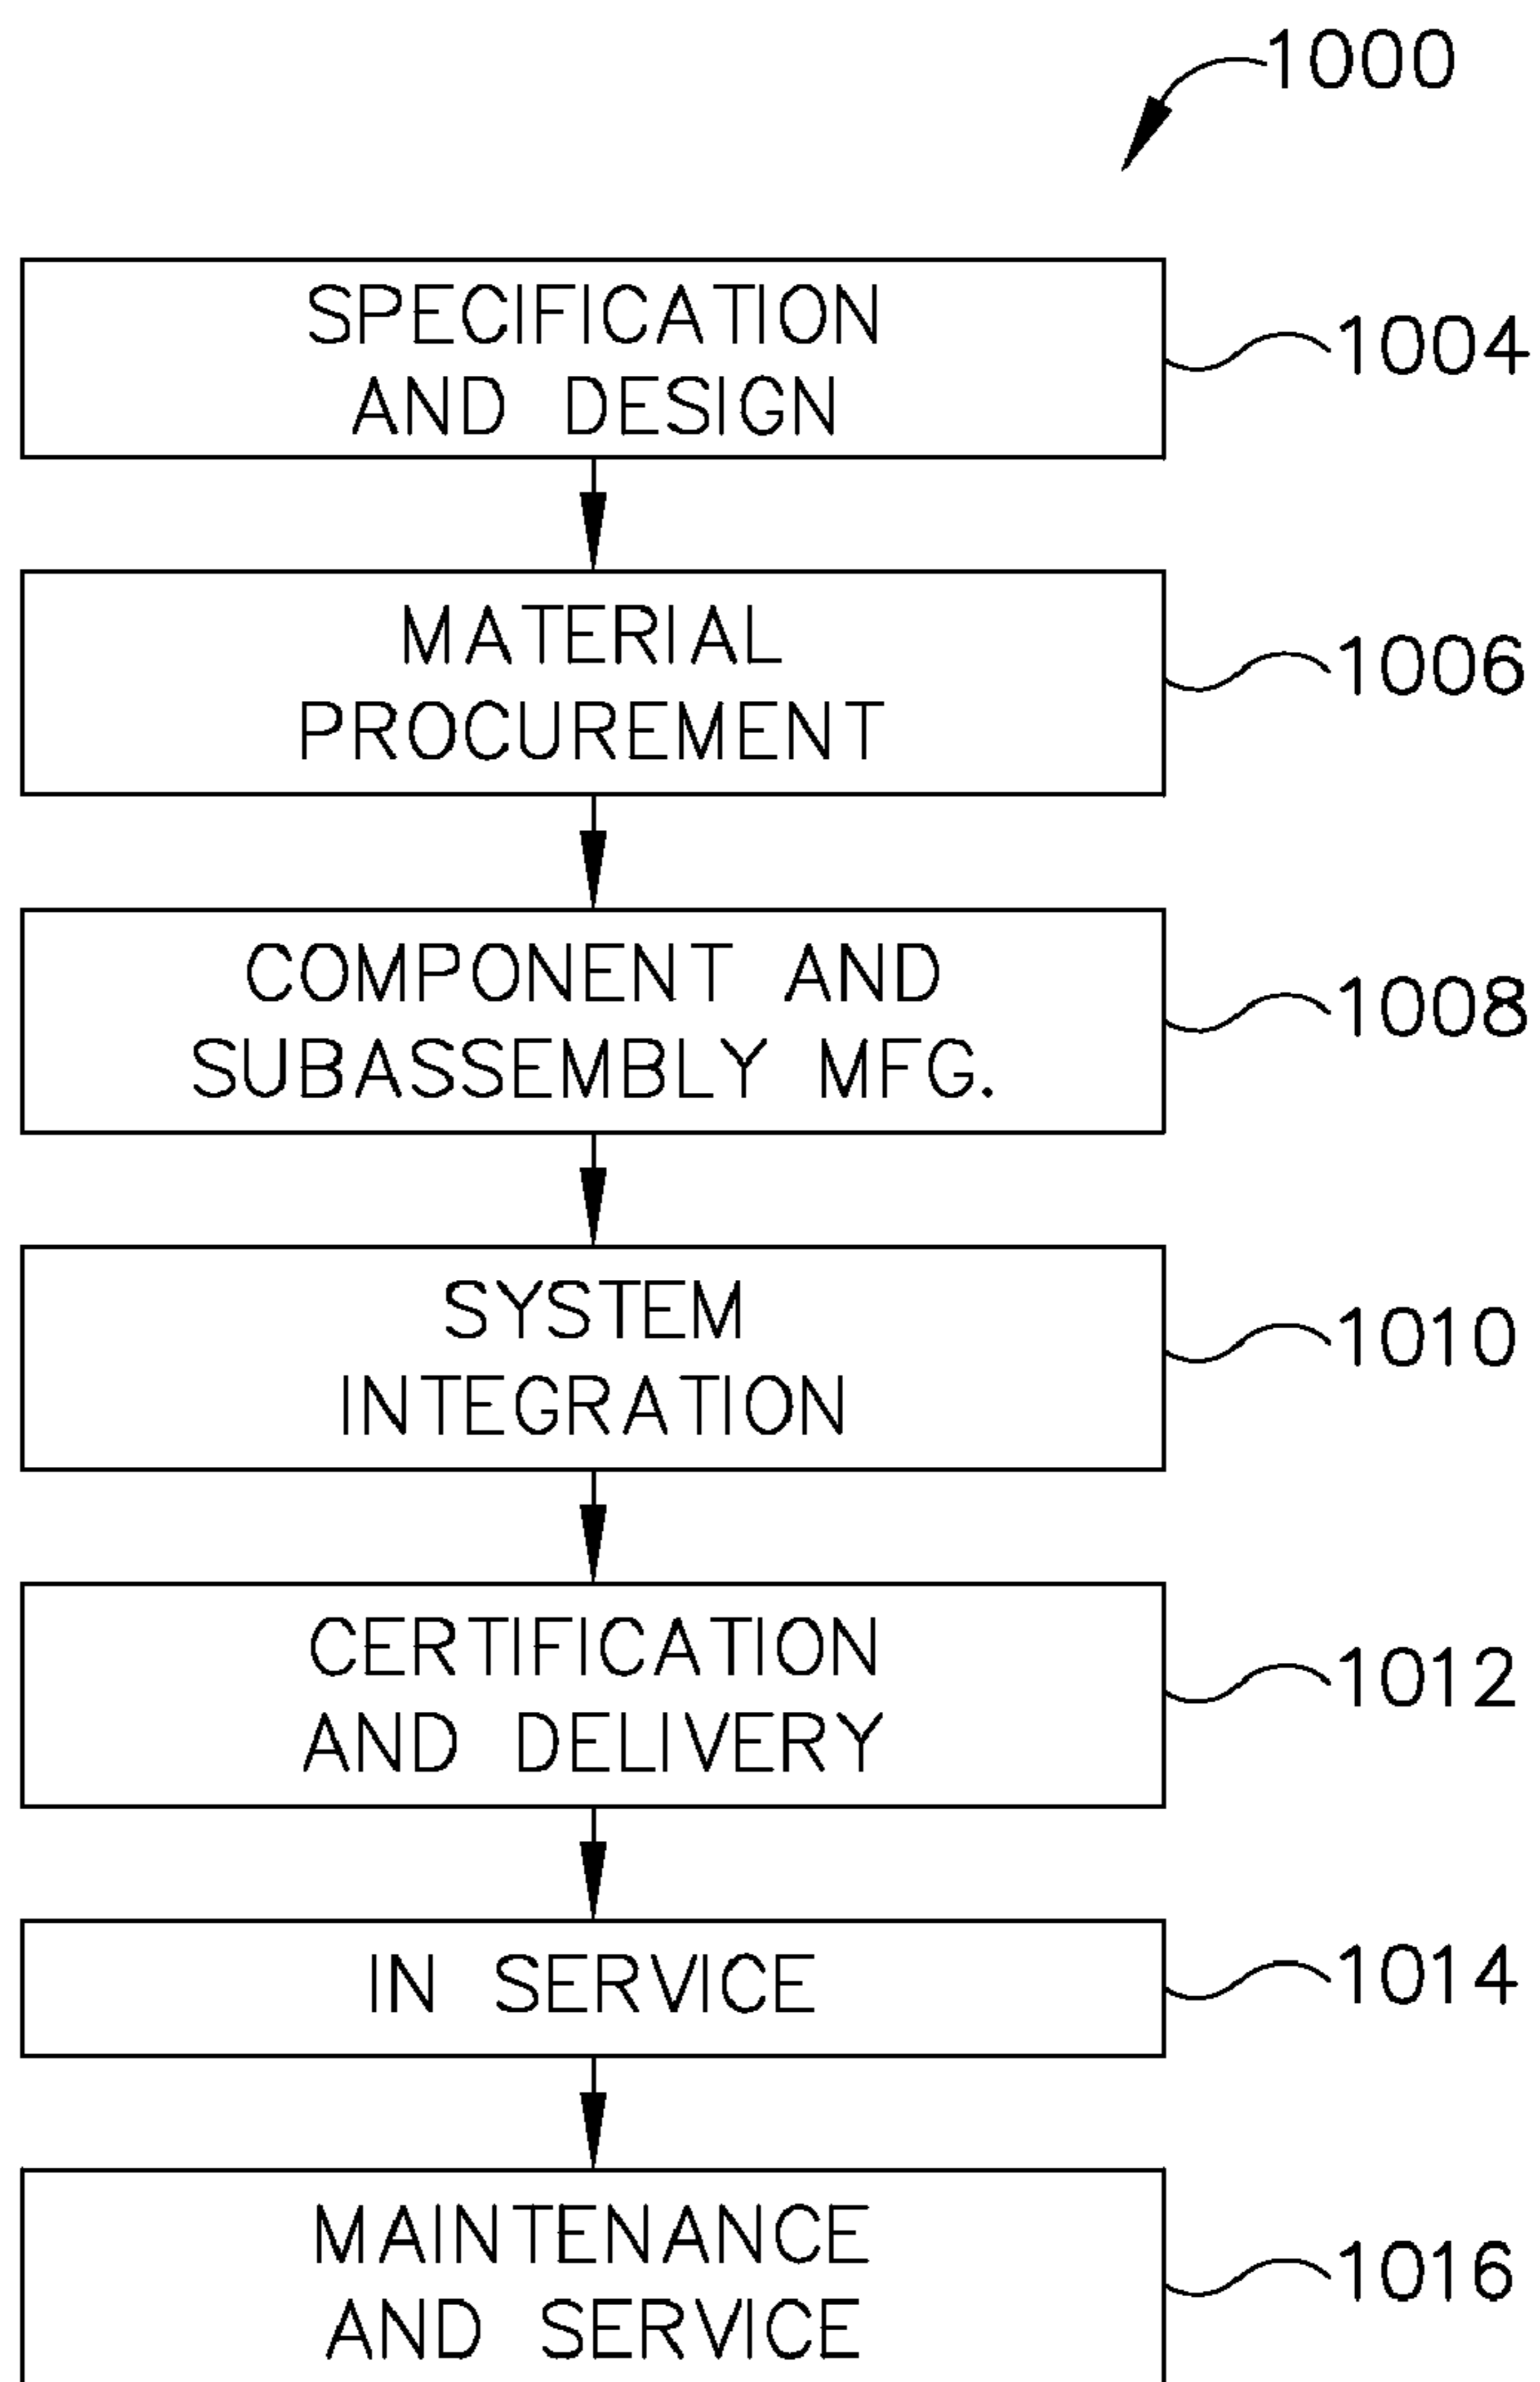 1000
SPECIFICATION
AND DESIGN
1004
MATERIAL
PROCUREMENT
1006
COMPONENT AND
SUBASSEMBLY MFG.
1008
SYSTEM
INTEGRATION
1010
CERTIFICATION
AND DELIVERY
1012
IN SERVICE
1014
MAINTENANCE
AND SERVICE
1016